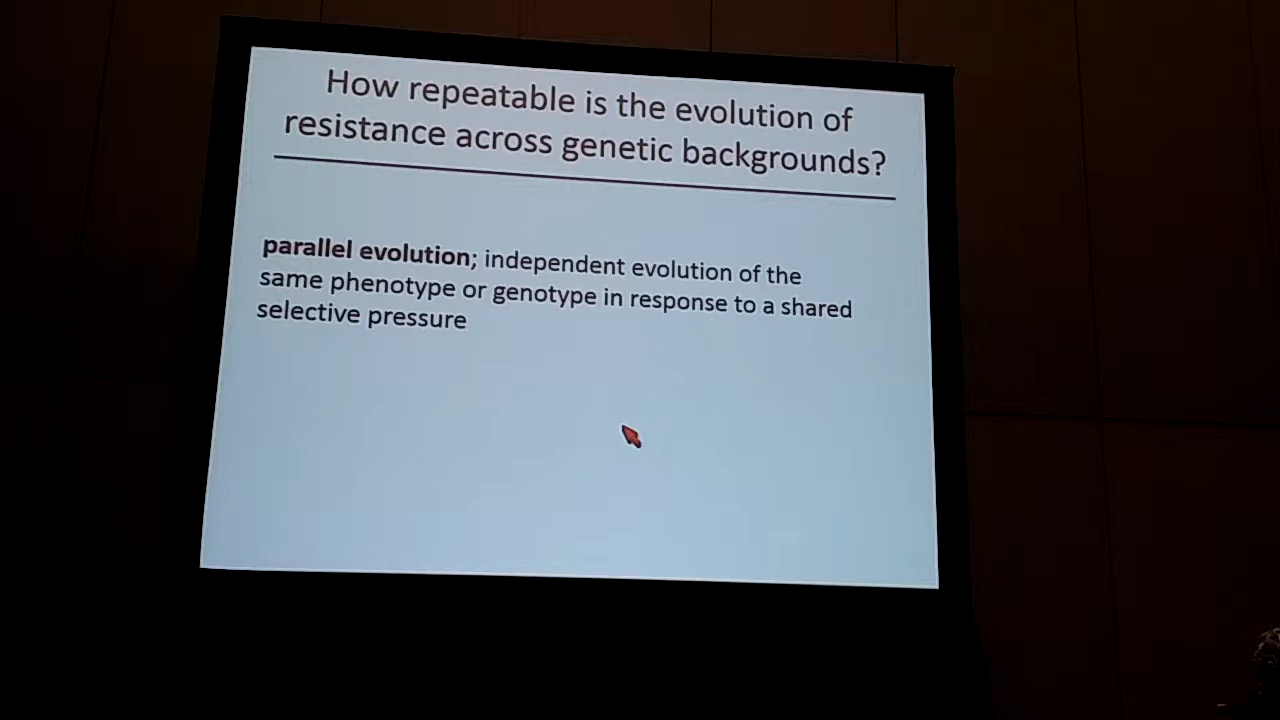 How repeatable is the evolution of
resistance across genetic backgrounds?
parallel evolution; independent evolution of the
same phenotype or genotype in response to a shared
selective pressure